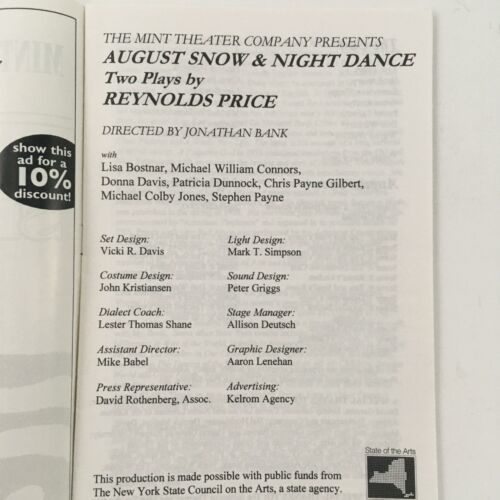 THE MINT THEATER COMPANY PRESENTS
AUGUST SNOW & NIGHT DANCE
Two Plays by
REYNOLDS PRICE
DIRECTED BY JONATHAN BANK
with
Lisa Bostnar, Michael William Connors,
Donna Davis, Patricia Dunnock, Chris Payne Gilbert,
Michael Colby Jones, Stephen Payne
Set Design:
Vicki R. Davis
Light Design:
Mark T. Simpson
Costume Design:
John Kristiansen
Sound Design:
Peter Griggs
Dialect Coach:
Lester Thomas Shane
Stage Manager:
Allison Deutsch
Assistant Director:
Mike Babel
Graphic Designer:
Aaron Lenehan
Press Representative:
David Rothenberg, Assoc.
Advertising:
Kelrom Agency
State of the Arts
This production is made possible with public funds from
The New York State Council on the Arts, a state agency.
show this
ad for a
10%
discount!